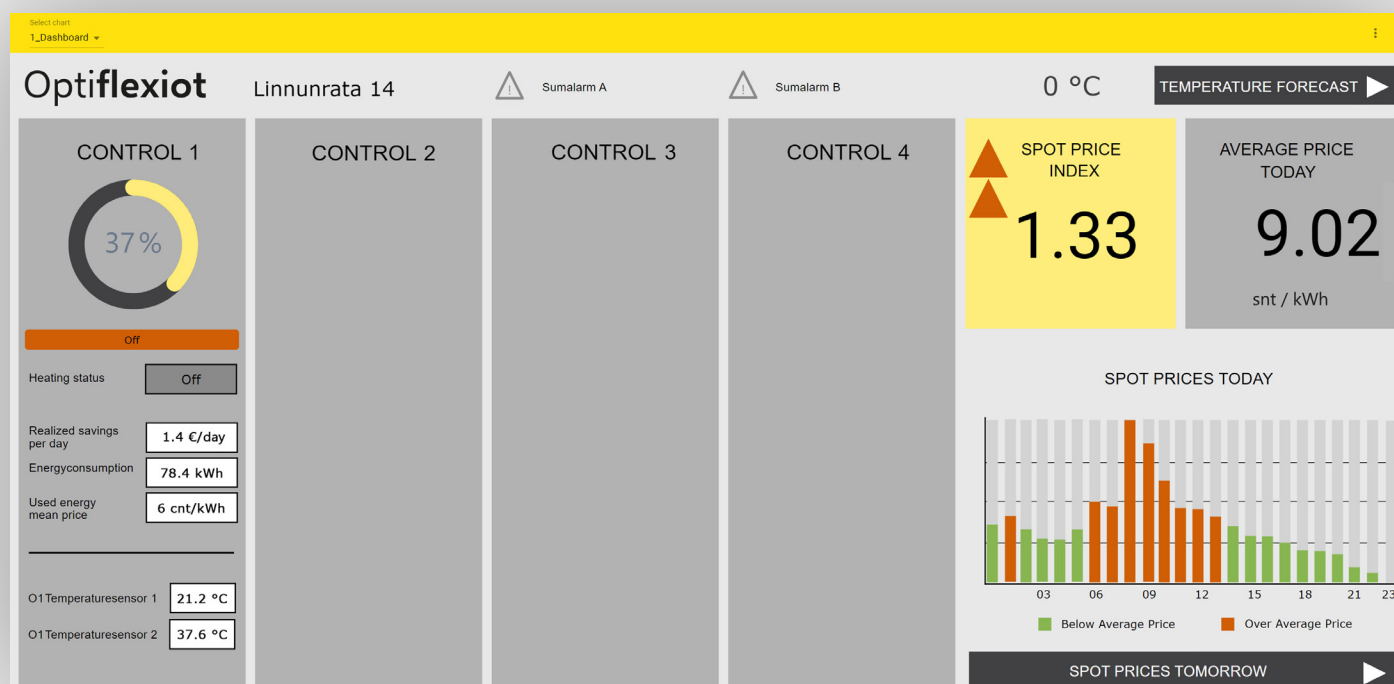 Select chart
1_Dashboard
Optiflexiot
Linnunrata 14
Sumalarm A
Sumalarm B
0 °C
TEMPERATURE FORECAST
CONTROL 1
37%
Off
Heating status
Off
Realized savings
per day
1.4 €/day
Energyconsumption
78.4 kWh
Used energy
mean price
6 cnt/kWh
O1Temperaturesensor 1
21.2 °C
O1Temperaturesensor 2
37.6 °C
CONTROL 2
CONTROL 3
CONTROL 4
SPOT PRICE
INDEX
1.33
AVERAGE PRICE
TODAY
9.02
snt / kWh
SPOT PRICES TODAY
03 06 09 12 15 18 21 23
Below Average Price
Over Average Price
SPOT PRICES TOMORROW